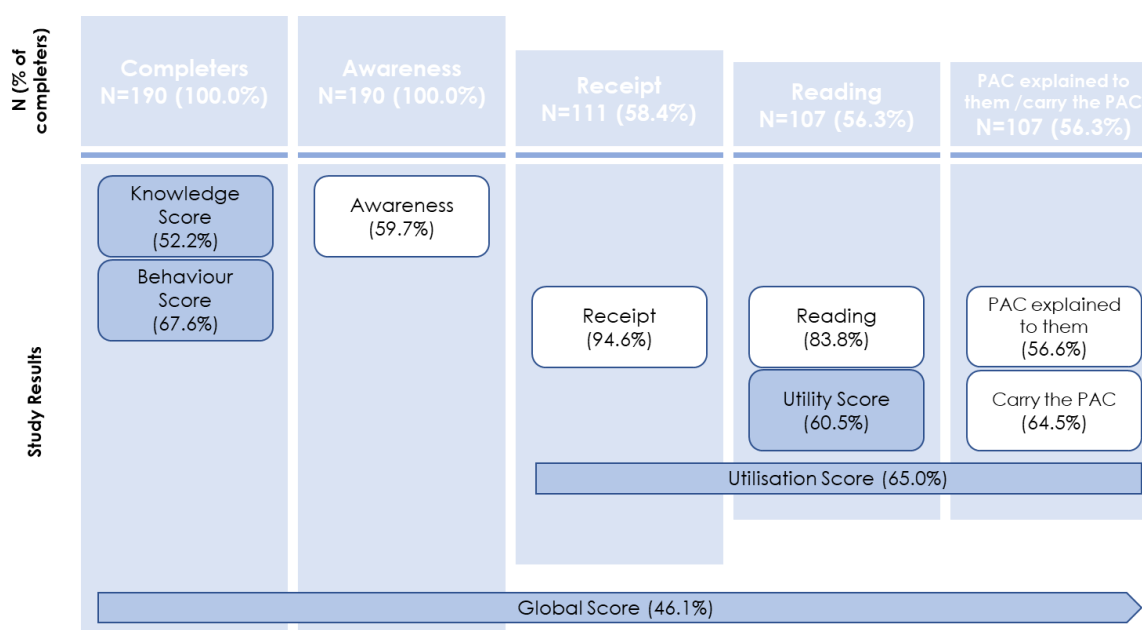 N (% of
completers)
Completers
N=190 (100.0%)
Awareness
N=190 (100.0%)
Receipt
N=111 (58.4%)
Reading
N=107 (56.3%)
PAC explained to
them /carry the PAC
N=107 (56.3%)
Study Results
Knowledge
Score
(52.2%)
Behaviour
Score
(67.6%)
Awareness
(59.7%)
Receipt
(94.6%)
Reading
(83.8%)
Utility Score
(60.5%)
PAC explained
to them
(56.6%)
Carry the PAC
(64.5%)
Utilisation Score (65.0%)
Global Score (46.1%)